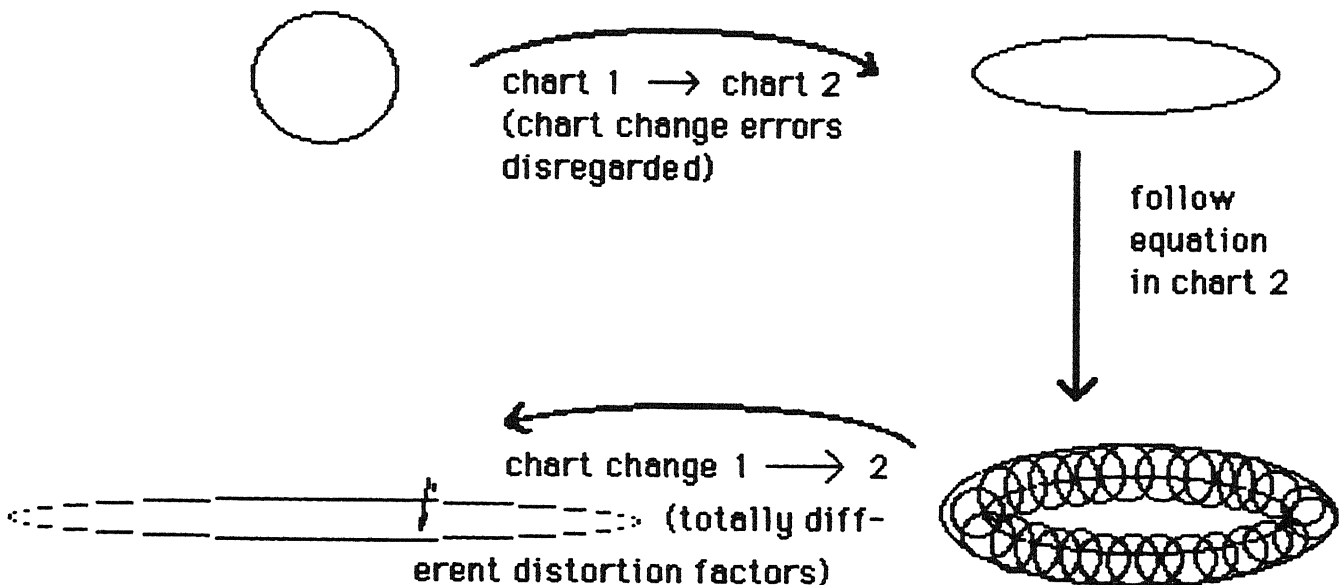 chart 1 → chart 2
(chart change errors
disregarded)
follow
equation
in chart 2
chart change 1 → 2
(totally diff-
erent distortion factors)